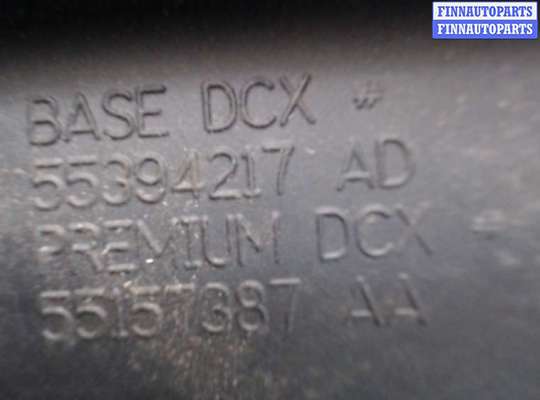 FINNAUTOPARTS
FINNAUTOPARTS
BASE DCX #
55394217 AD
PREMIUM DCX #
55157387 AA